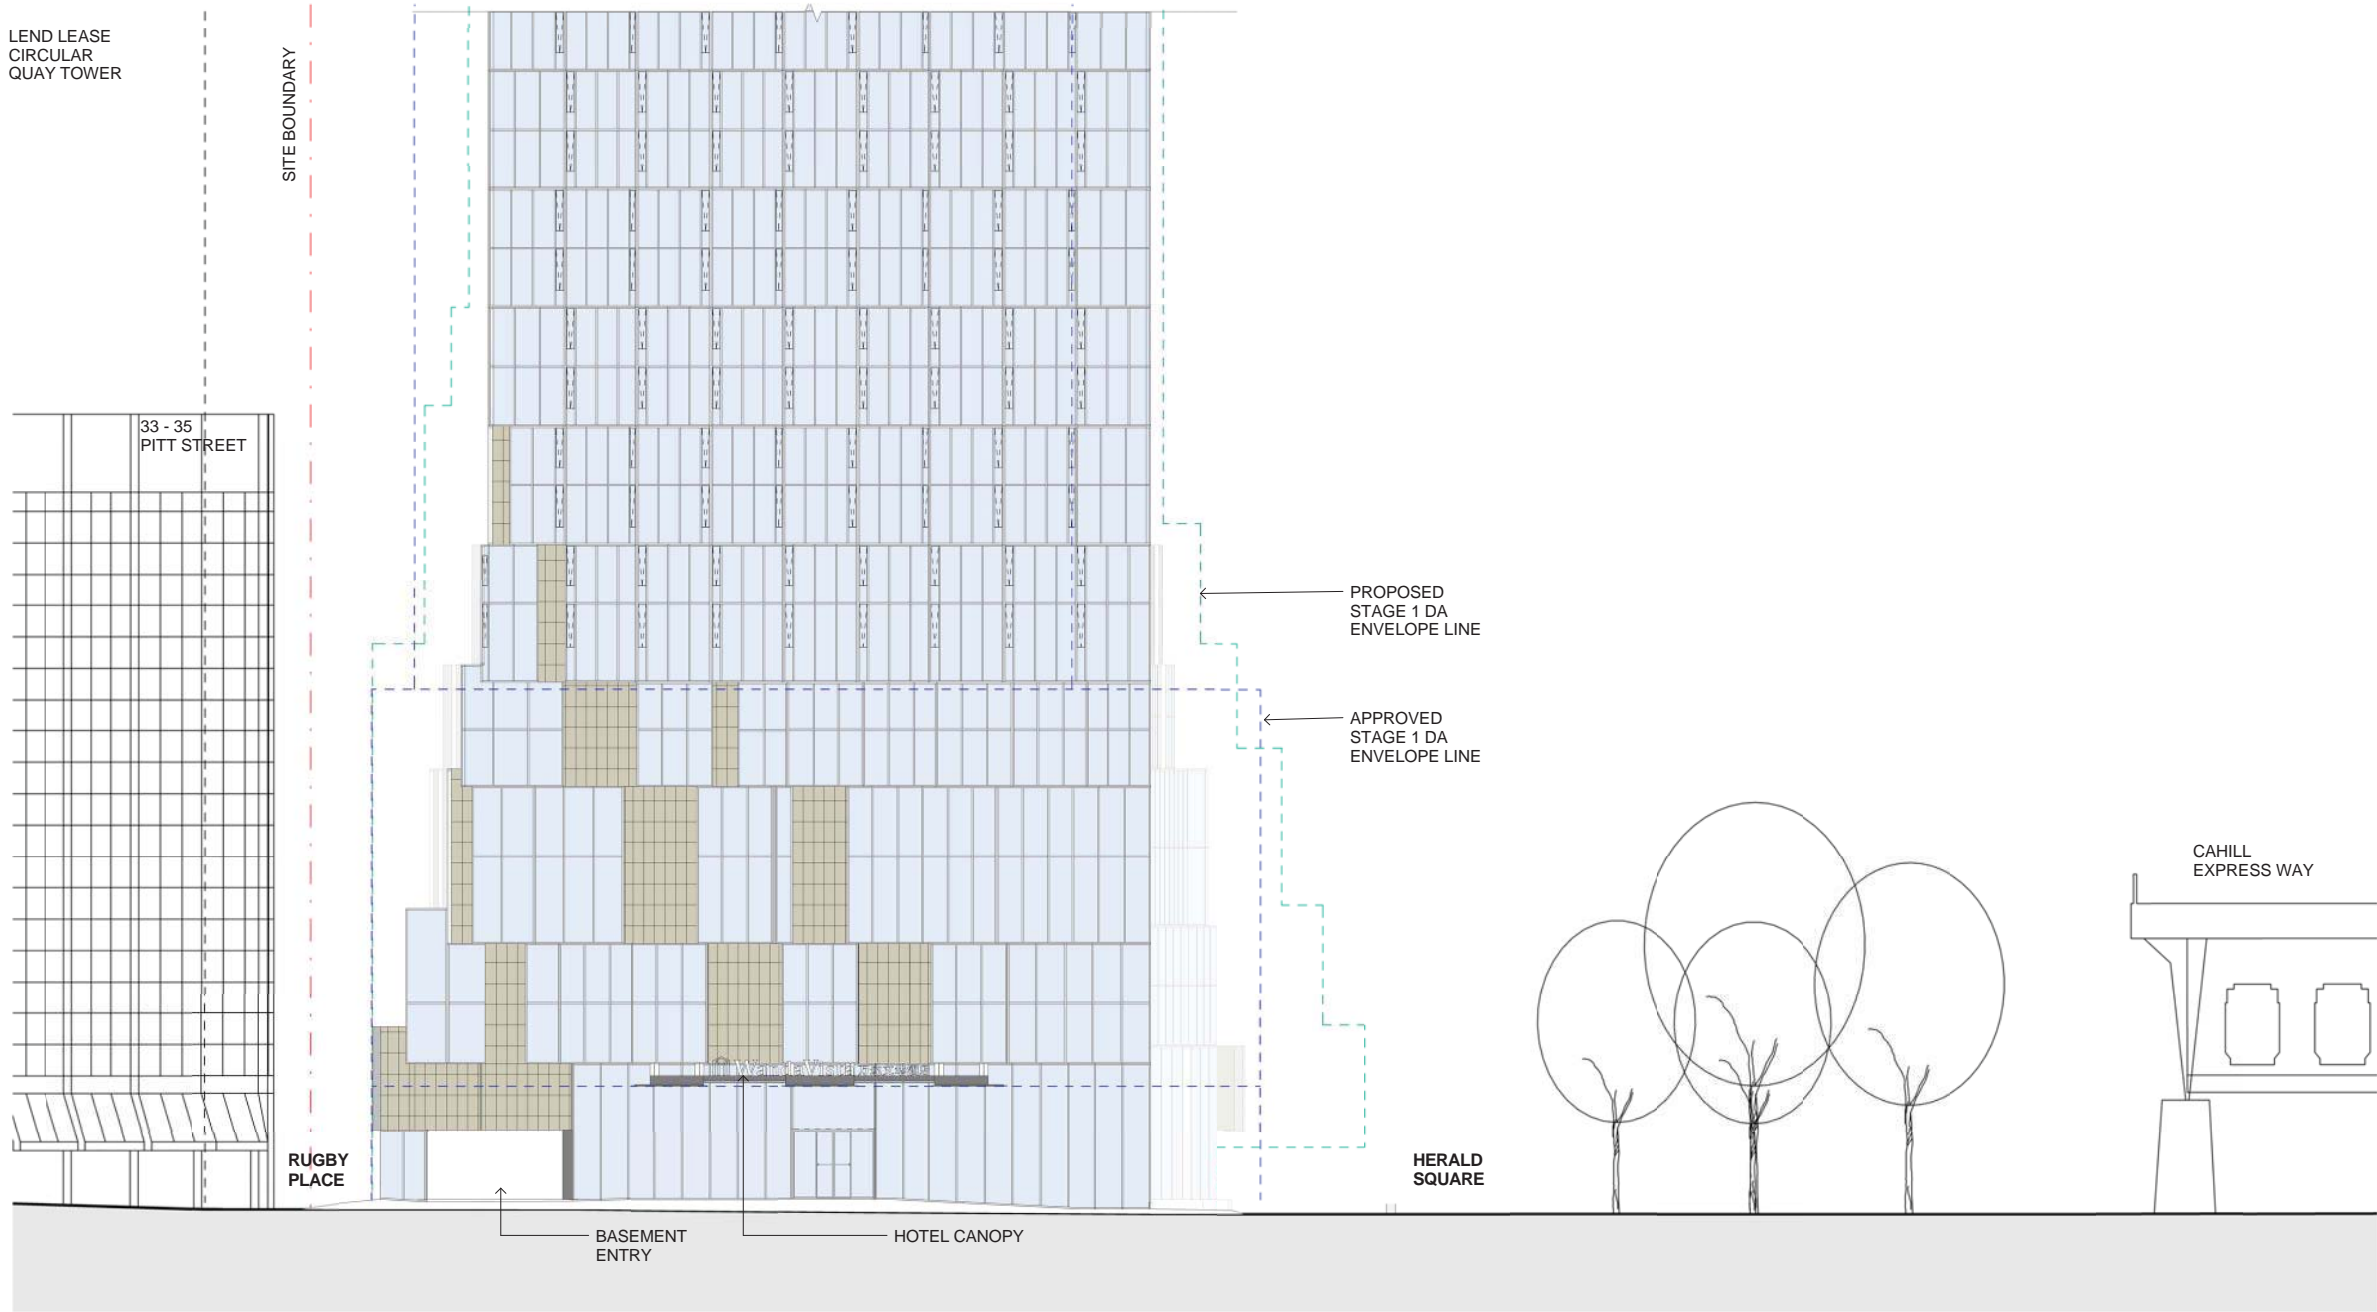 LEND LEASE
CIRCULAR
QUAY TOWER
SITE BOUNDARY
33 - 35
PITT STREET
PROPOSED
STAGE 1 DA
ENVELOPE LINE
APPROVED
STAGE 1 DA
ENVELOPE LINE
CAHILL
EXPRESS WAY
WandaVista
RUGBY
PLACE
HERALD
SQUARE
BASEMENT
ENTRY
HOTEL CANOPY